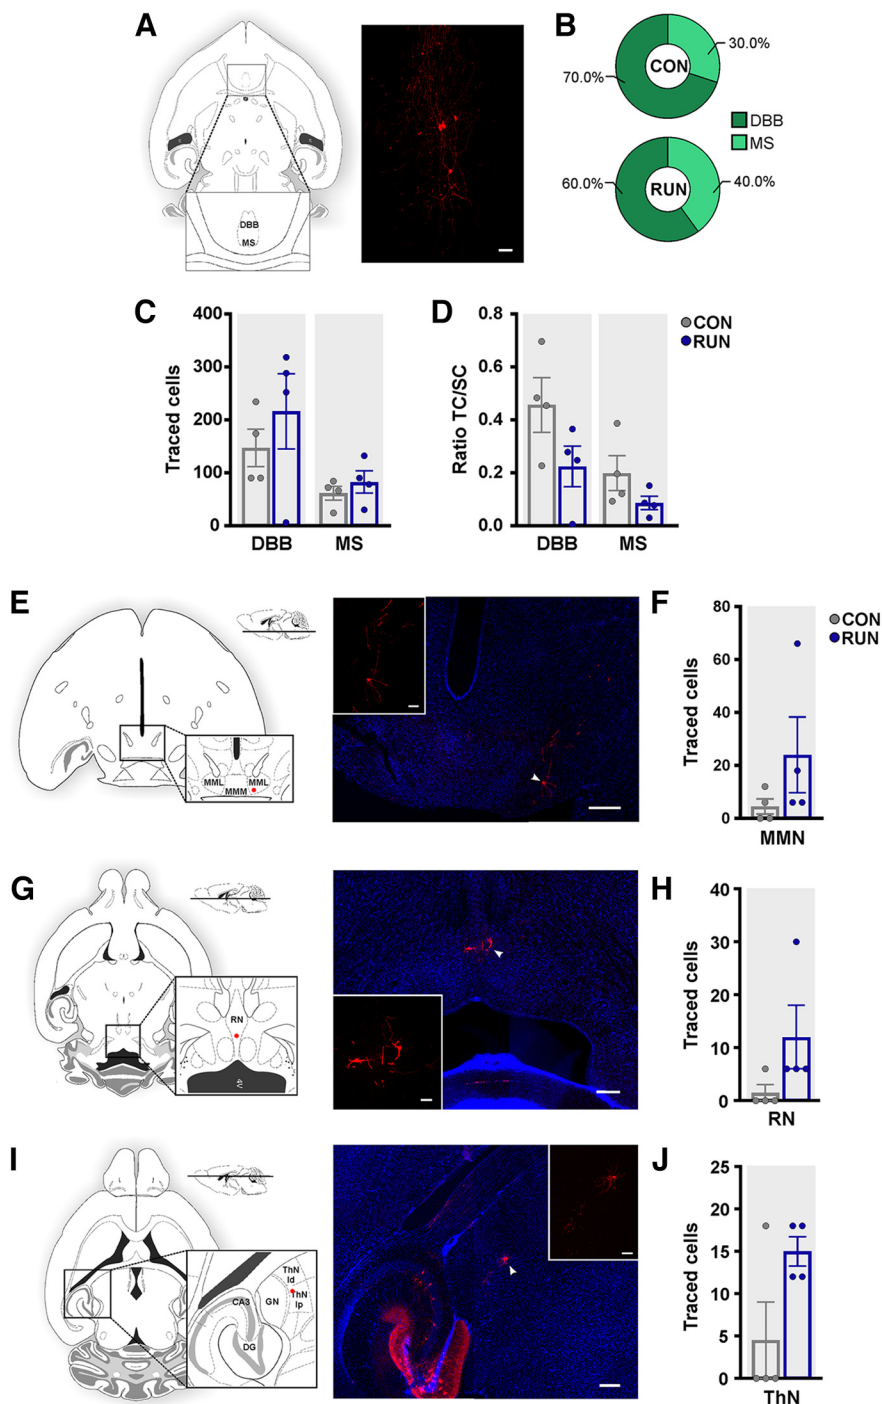 A
DBB
MS
B
CON
30.0%
70.0%
DBB
MS
RUN
60.0%
40.0%
C
Traced cells
400
300
200
100
0
DBB
MS
D
Ratio TC/SC
0.8
0.6
0.4
0.2
0.0
DBB
MS
CON
RUN
E
MML
MML
MMM
F
Traced cells
80
60
40
20
0
MMN
CON
RUN
G
RN
H
Traced cells
40
30
20
10
0
RN
I
ThN
ld
ThN
lp
GN
CA3
DG
J
Traced cells
25
20
15
10
5
0
ThN